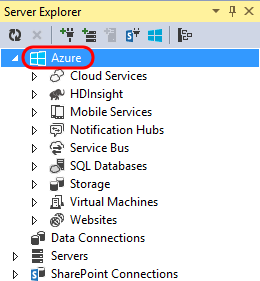 Server Explorer
Azure
Cloud Services
HDInsight
Mobile Services
Notification Hubs
Service Bus
SQL Databases
Storage
Virtual Machines
Websites
Data Connections
Servers
SharePoint Connections